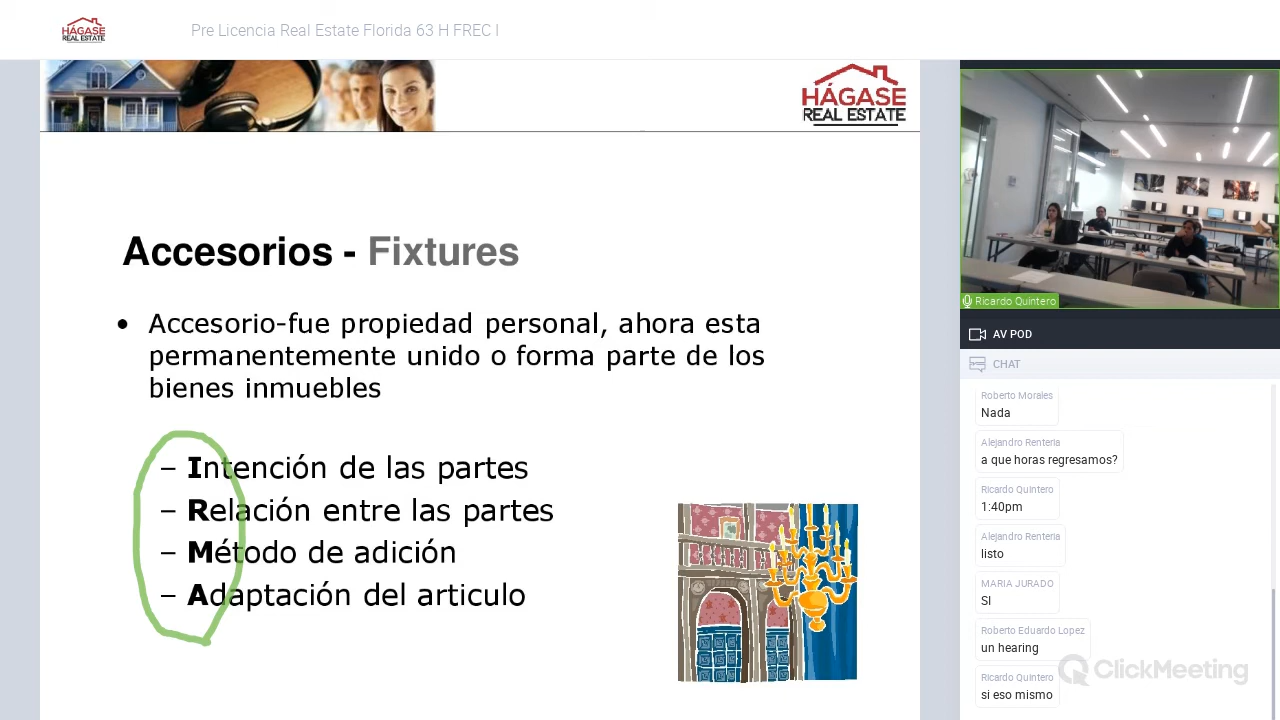 HÁGASE
REAL ESTATE
Pre Licencia Real Estate Florida 63 H FREC I
HÁGASE
REAL ESTATE
Accesorios - Fixtures
• Accesorio-fue propiedad personal, ahora esta
permanentemente unido o forma parte de los
bienes inmuebles
– Intención de las partes
– Relación entre las partes
– Método de adición
– Adaptación del articulo
Ricardo Quintero
AV POD
CHAT
Roberto Morales
Nada
Alejandro Renteria
a que horas regresamos?
Ricardo Quintero
1:40pm
Alejandro Renteria
listo
MARIA JURADO
SI
Roberto Eduardo Lopez
un hearing
Ricardo Quintero
si eso mismo
ClickMeeting